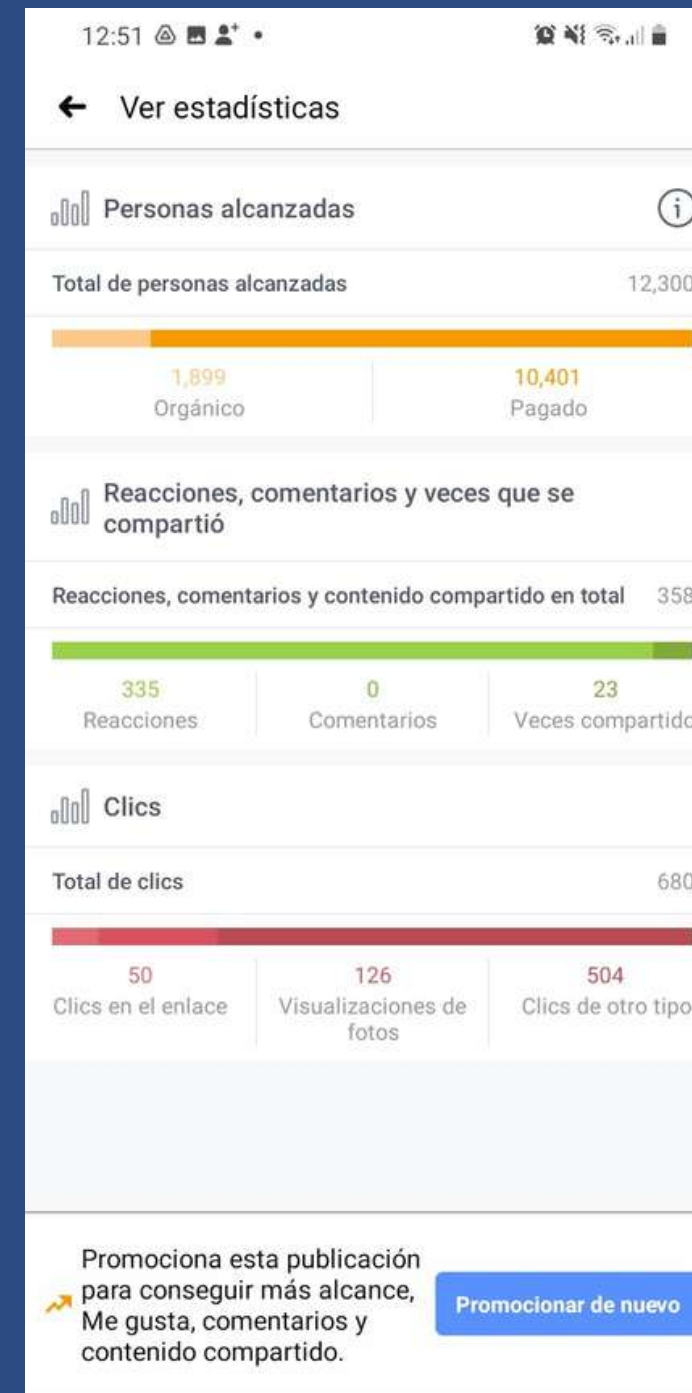 12:51
Ver estadísticas
Personas alcanzadas
Total de personas alcanzadas 12,300
1,899 10,401
Orgánico Pagado
Reacciones, comentarios y veces que se
compartió
Reacciones, comentarios y contenido compartido en total 358
335 0 23
Reacciones Comentarios Veces compartido
Clics
Total de clics 680
50 126 504
Clics en el enlace Visualizaciones de Clics de otro tipo
fotos
Promociona esta publicación
para conseguir más alcance,
Me gusta, comentarios y
contenido compartido.
Promocionar de nuevo